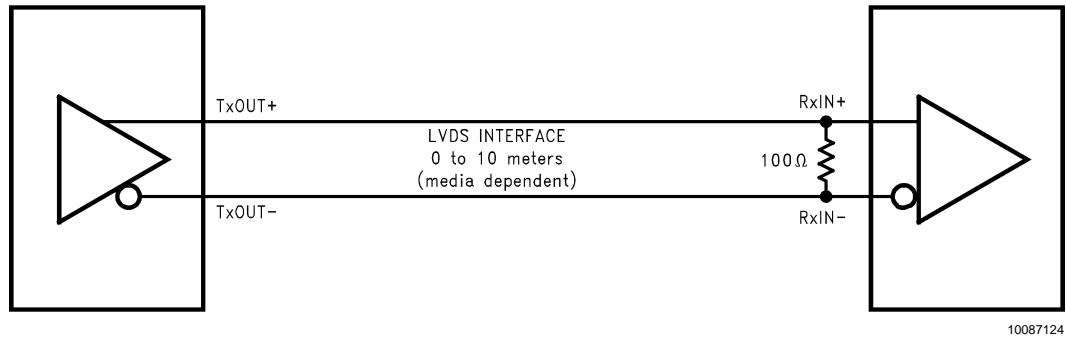 TxOUT+
RxIN+
LVDS INTERFACE
0 to 10 meters
(media dependent)
100Ω
TxOUT−
RxIN−
10087124